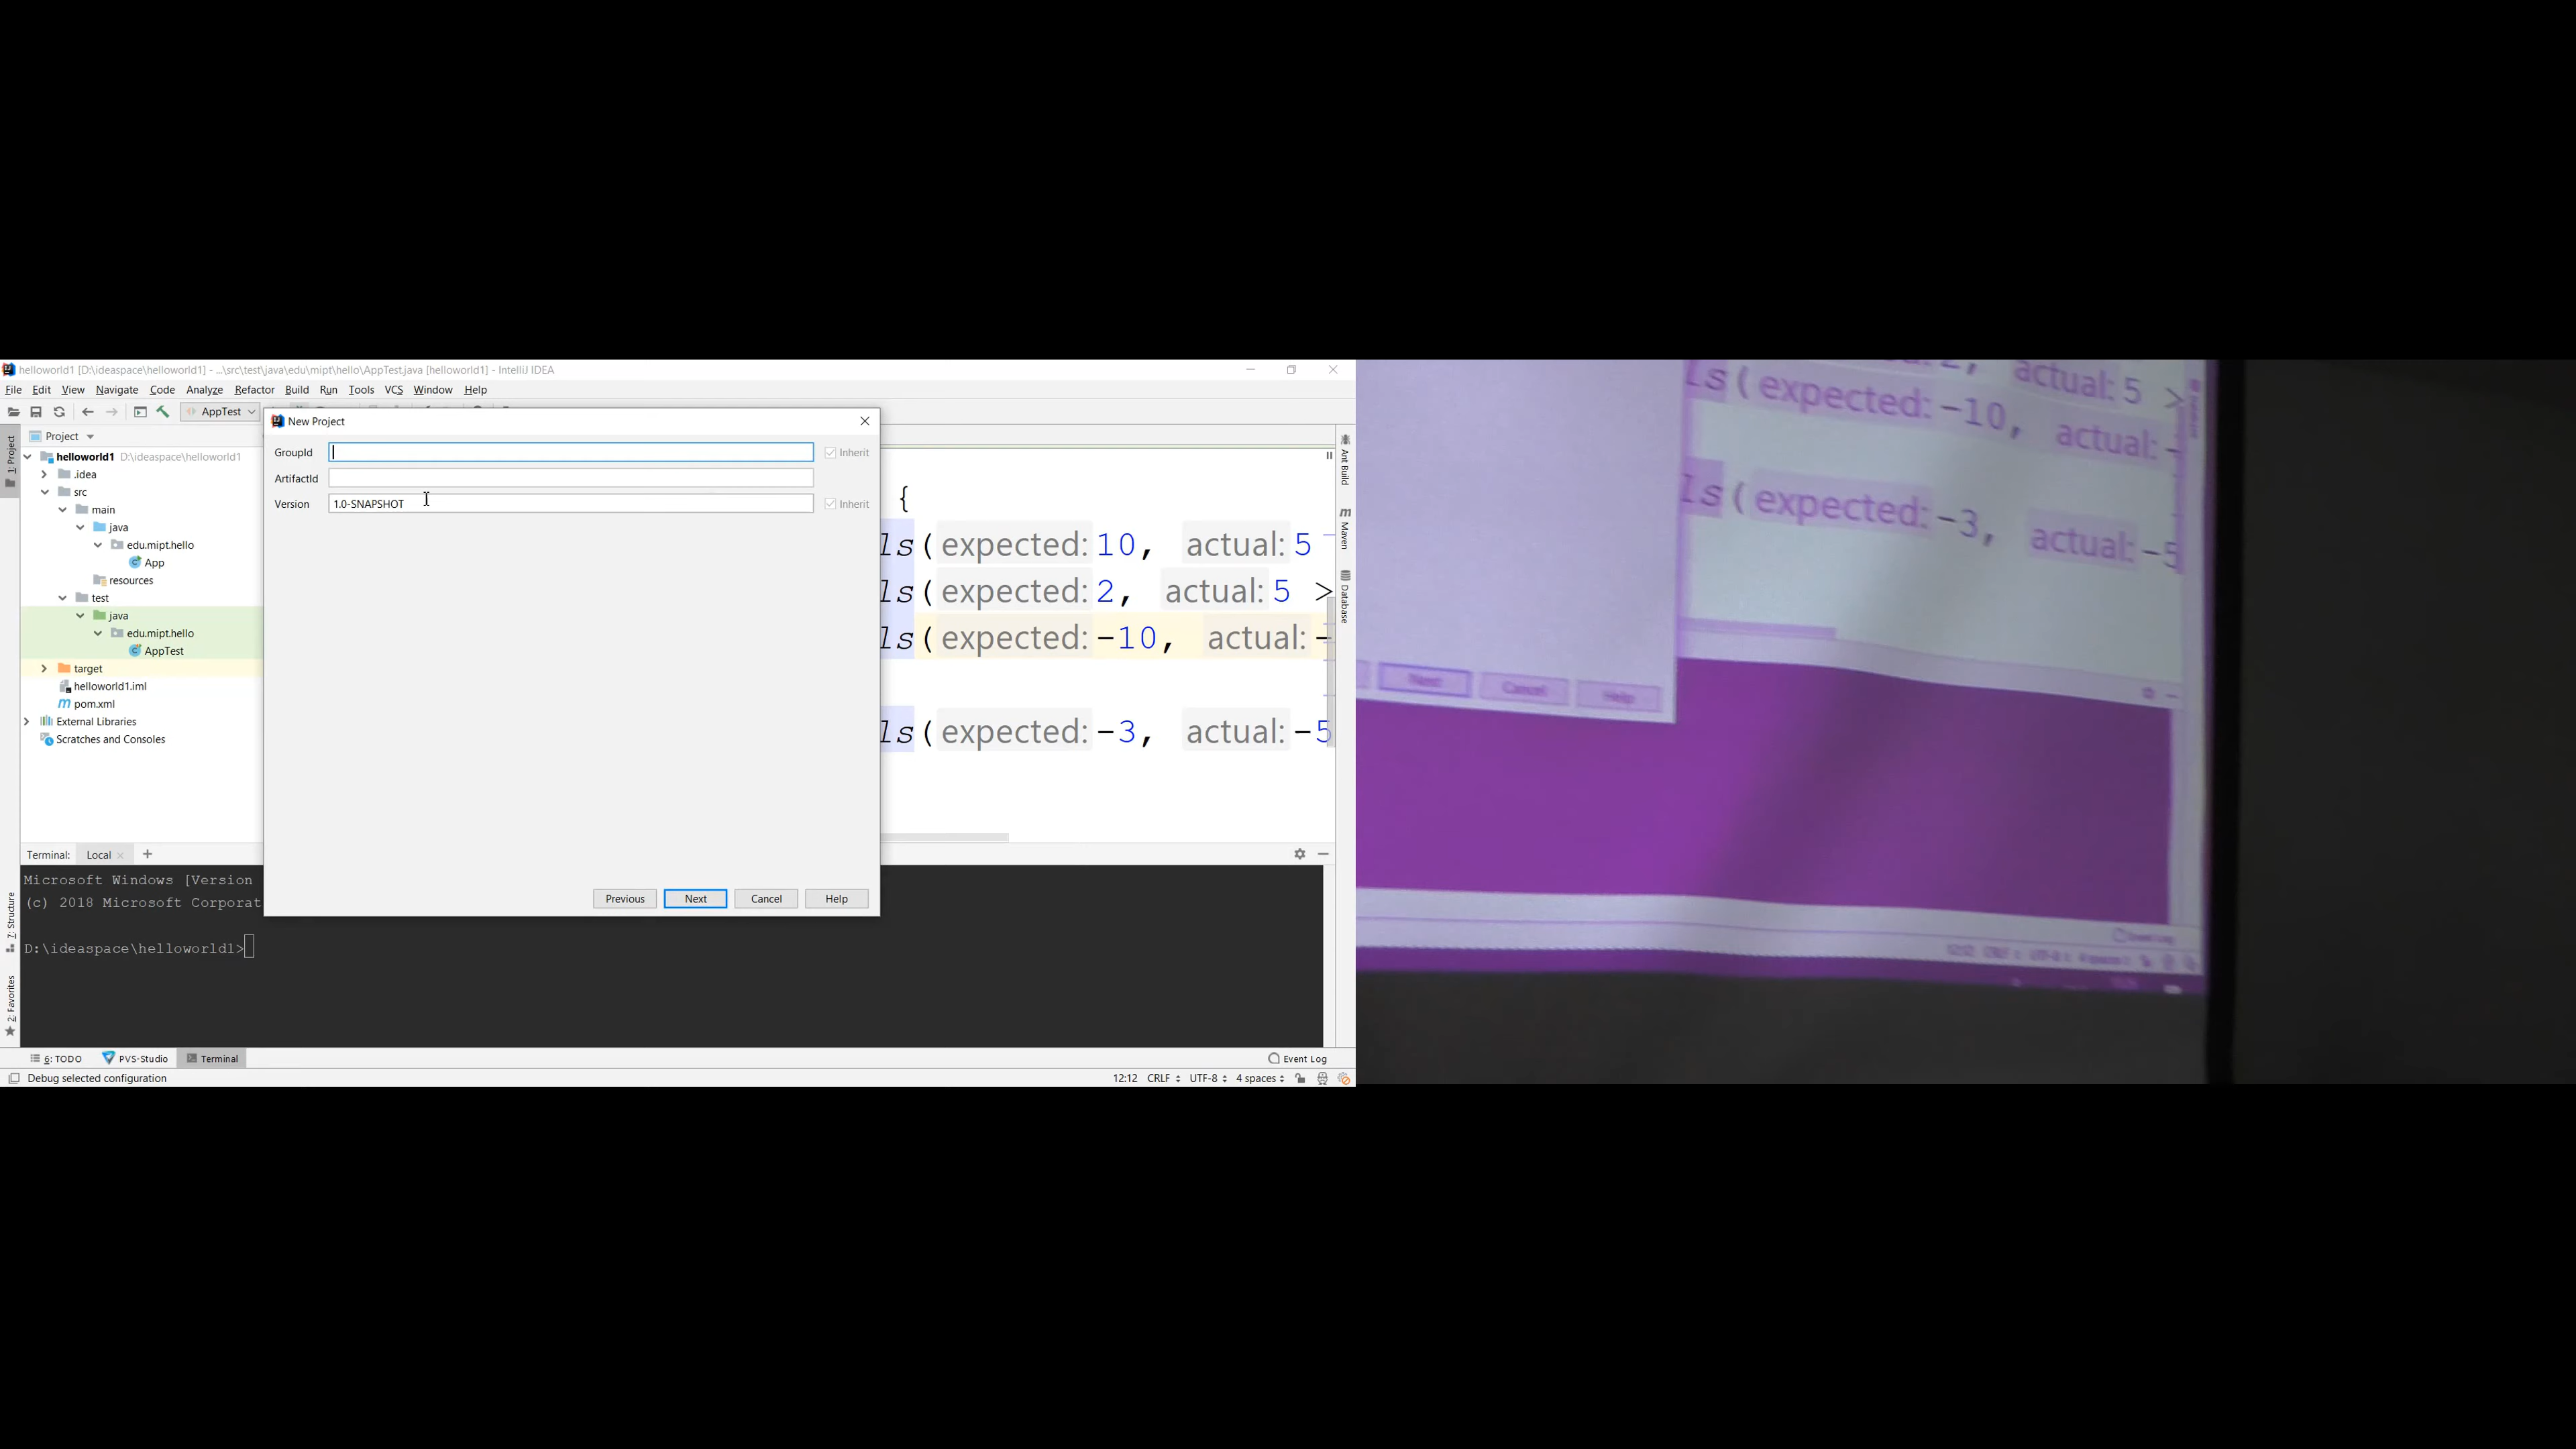 helloworld1 [D:\ideaspace\helloworld1] - ...\src\test\java\edu\mipt\hello\AppTest.java [helloworld1] - IntelliJ IDEA
File Edit View Navigate Code Analyze Refactor Build Run Tools VCS Window Help
AppTest
Project
1: Project
helloworld1 D:\ideaspace\helloworld1
.idea
src
main
java
edu.mipt.hello
App
resources
test
java
edu.mipt.hello
AppTest
target
helloworld1.iml
pom.xml
External Libraries
Scratches and Consoles
New Project
GroupId Inherit
ArtifactId
Version 1.0-SNAPSHOT Inherit
Previous Next Cancel Help
{
ls( expected: 10, actual: 5
ls( expected: 2, actual: 5 >
ls( expected: -10, actual: -
ls( expected: -3, actual: -5
Ant Build
Maven
Database
Terminal: Local +
Microsoft Windows [Version
(c) 2018 Microsoft Corporat
D:\ideaspace\helloworld1>
7: Structure
2: Favorites
6: TODO PVS-Studio Terminal Event Log
Debug selected configuration 12:12 CRLF UTF-8 4 spaces
actual: 5 >
ls( expected: -10, actual: -
ls( expected: -3, actual: -5
Next Cancel Help